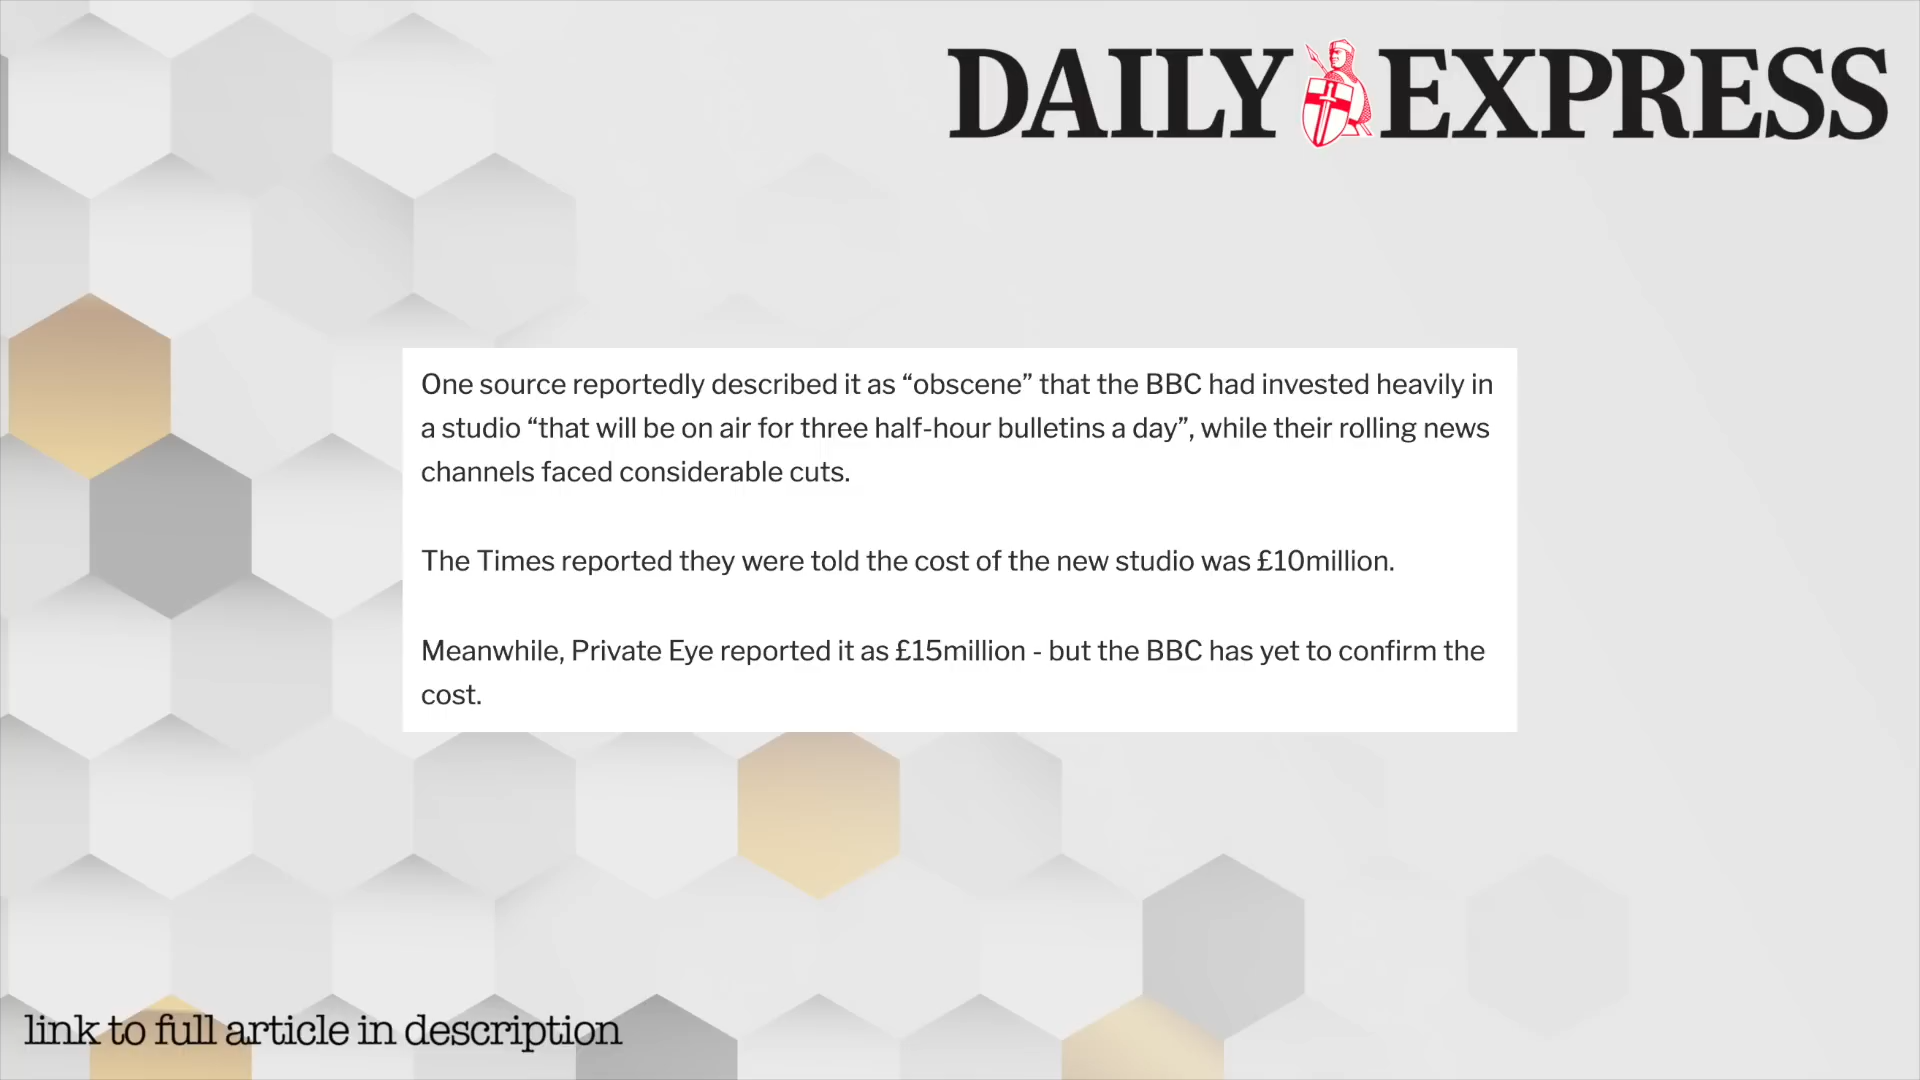 DAILY EXPRESS
One source reportedly described it as “obscene” that the BBC had invested heavily in
a studio “that will be on air for three half-hour bulletins a day”, while their rolling news
channels faced considerable cuts.
The Times reported they were told the cost of the new studio was £10million.
Meanwhile, Private Eye reported it as £15million - but the BBC has yet to confirm the
cost.
link to full article in description